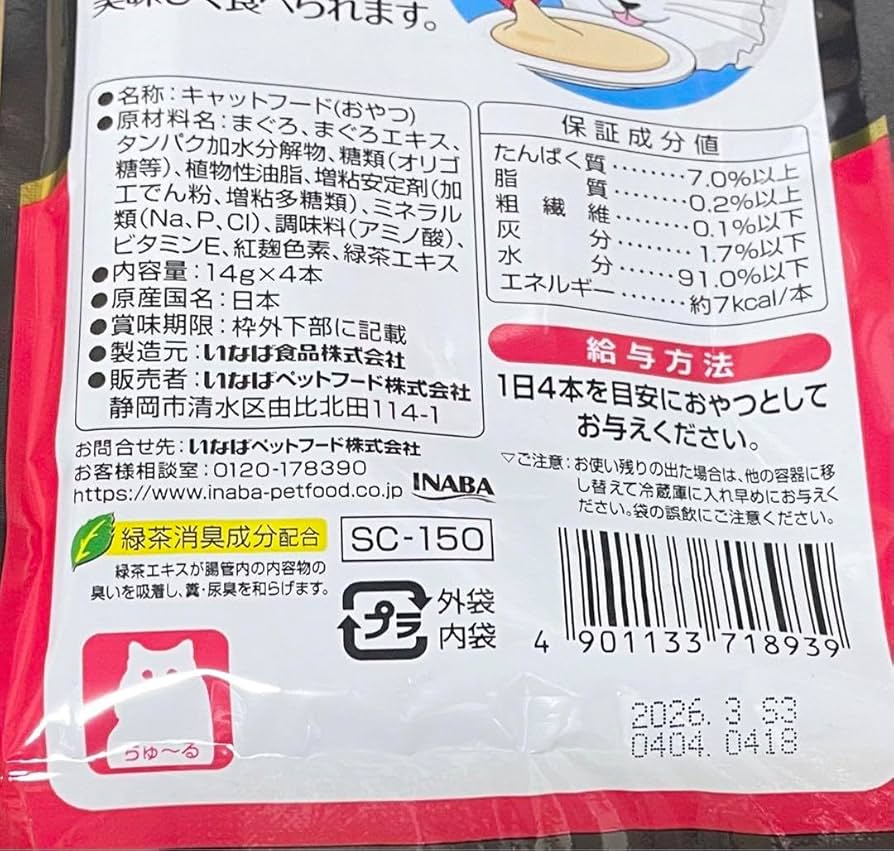 美味しく食べられます。
●名称：キャットフード(おやつ)
●原材料名：まぐろ、まぐろエキス、
タンパク加水分解物、糖類(オリゴ
糖等)、植物性油脂、増粘安定剤(加
工でん粉、増粘多糖類)、ミネラル
類(Na、P、Cl)、調味料(アミノ酸)、
ビタミンE、紅麹色素、緑茶エキス
●内容量：14g×4本
●原産国名：日本
●賞味期限：枠外下部に記載
●製造元：いなば食品株式会社
●販売者：いなばペットフード株式会社
静岡市清水区由比北田114-1
お問合せ先：いなばペットフード株式会社
お客様相談室：0120-178390
https://www.inaba-petfood.co.jp
INABA
緑茶消臭成分配合
緑茶エキスが腸管内の内容物の
臭いを吸着し、糞・尿臭を和らげます。
SC-150
プラ
外袋
内袋
ちゅ～る
保証成分値
たんぱく質………7.0%以上
脂質………0.2%以上
粗繊維………0.1%以下
灰分………1.7%以下
水分………91.0%以下
エネルギー………約7kcal/本
給与方法
1日4本を目安におやつとして
お与えください。
▽ご注意：お使い残りの出た場合は、他の容器に移
し替えて冷蔵庫に入れ早めにお与えく
ださい。袋の誤飲にご注意ください。
4 901133 718939
2026. 3 S3
0404. 0418